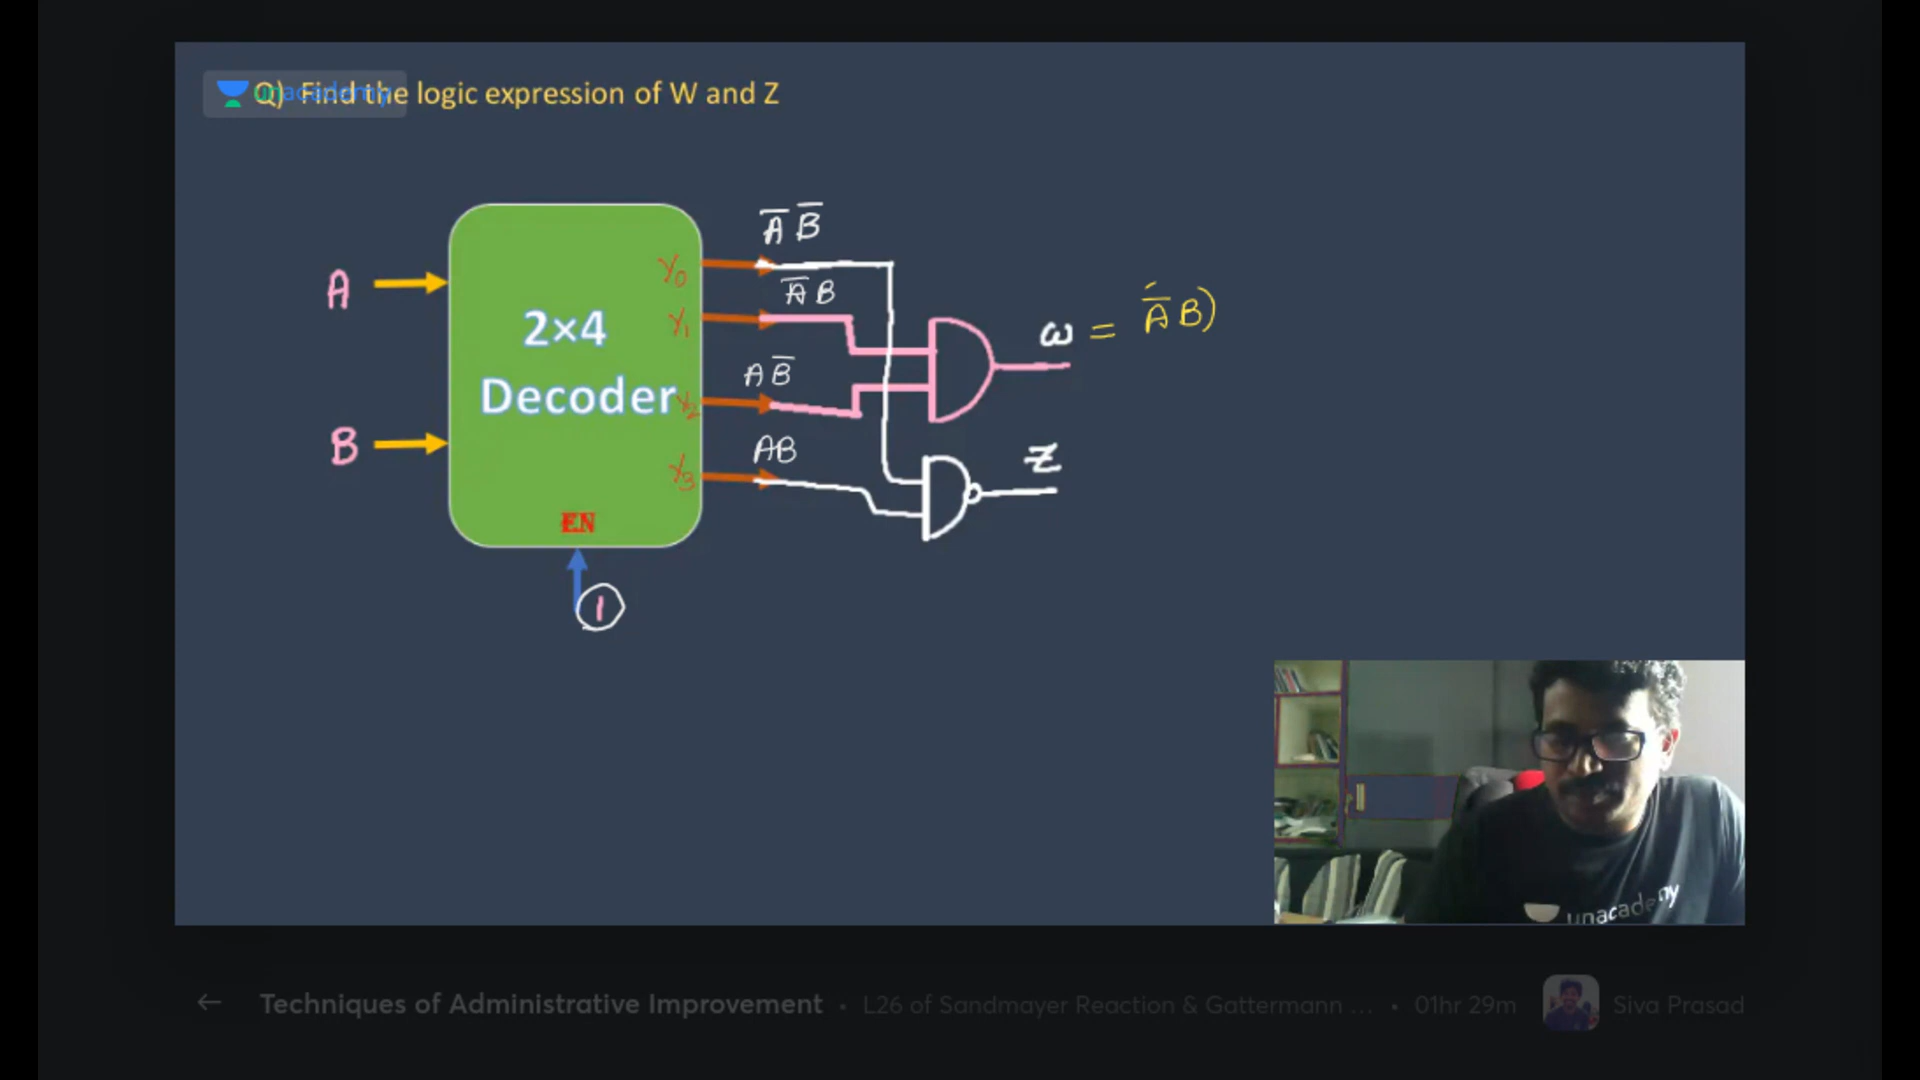 Q) Find the logic expression of W and Z
unacademy
A̅ B̅
Y0
A̅ B
A
Y1
2×4
ω = A̅ B)
A B̅
Decoder
Y2
B
AB
Z
Y3
EN
1
unacademy
← Techniques of Administrative Improvement • L26 of Sandmayer Reaction & Gattermann ... • 01hr 29m Siva Prasad